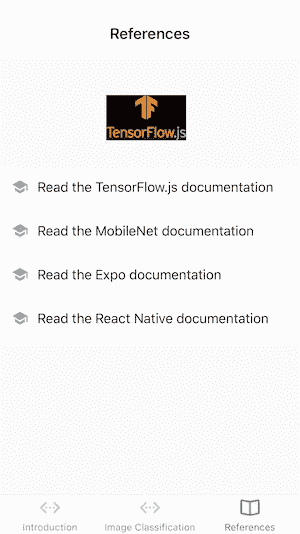 References
TensorFlow.js
Read the TensorFlow.js documentation
Read the MobileNet documentation
Read the Expo documentation
Read the React Native documentation
Introduction
Image Classification
References